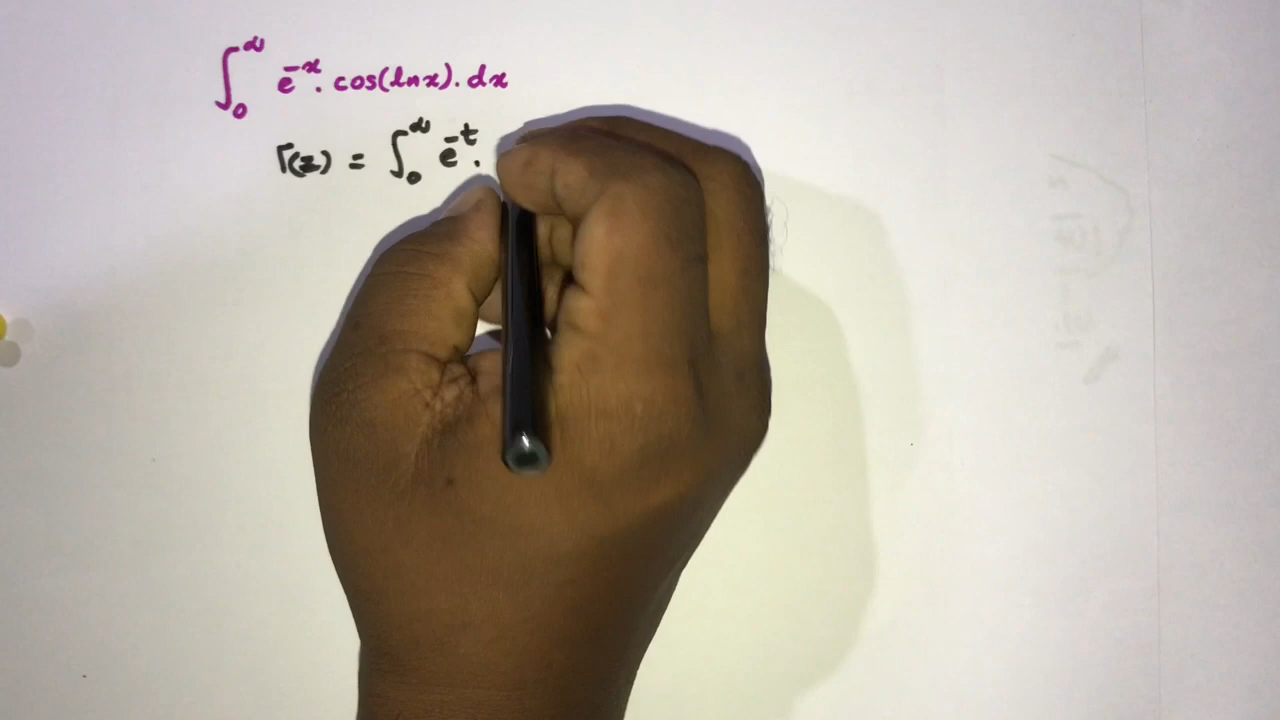 ∫₀^∞ e^{-x}. cos(ln x). dx
Γ(z) = ∫₀^∞ e^{-t}.